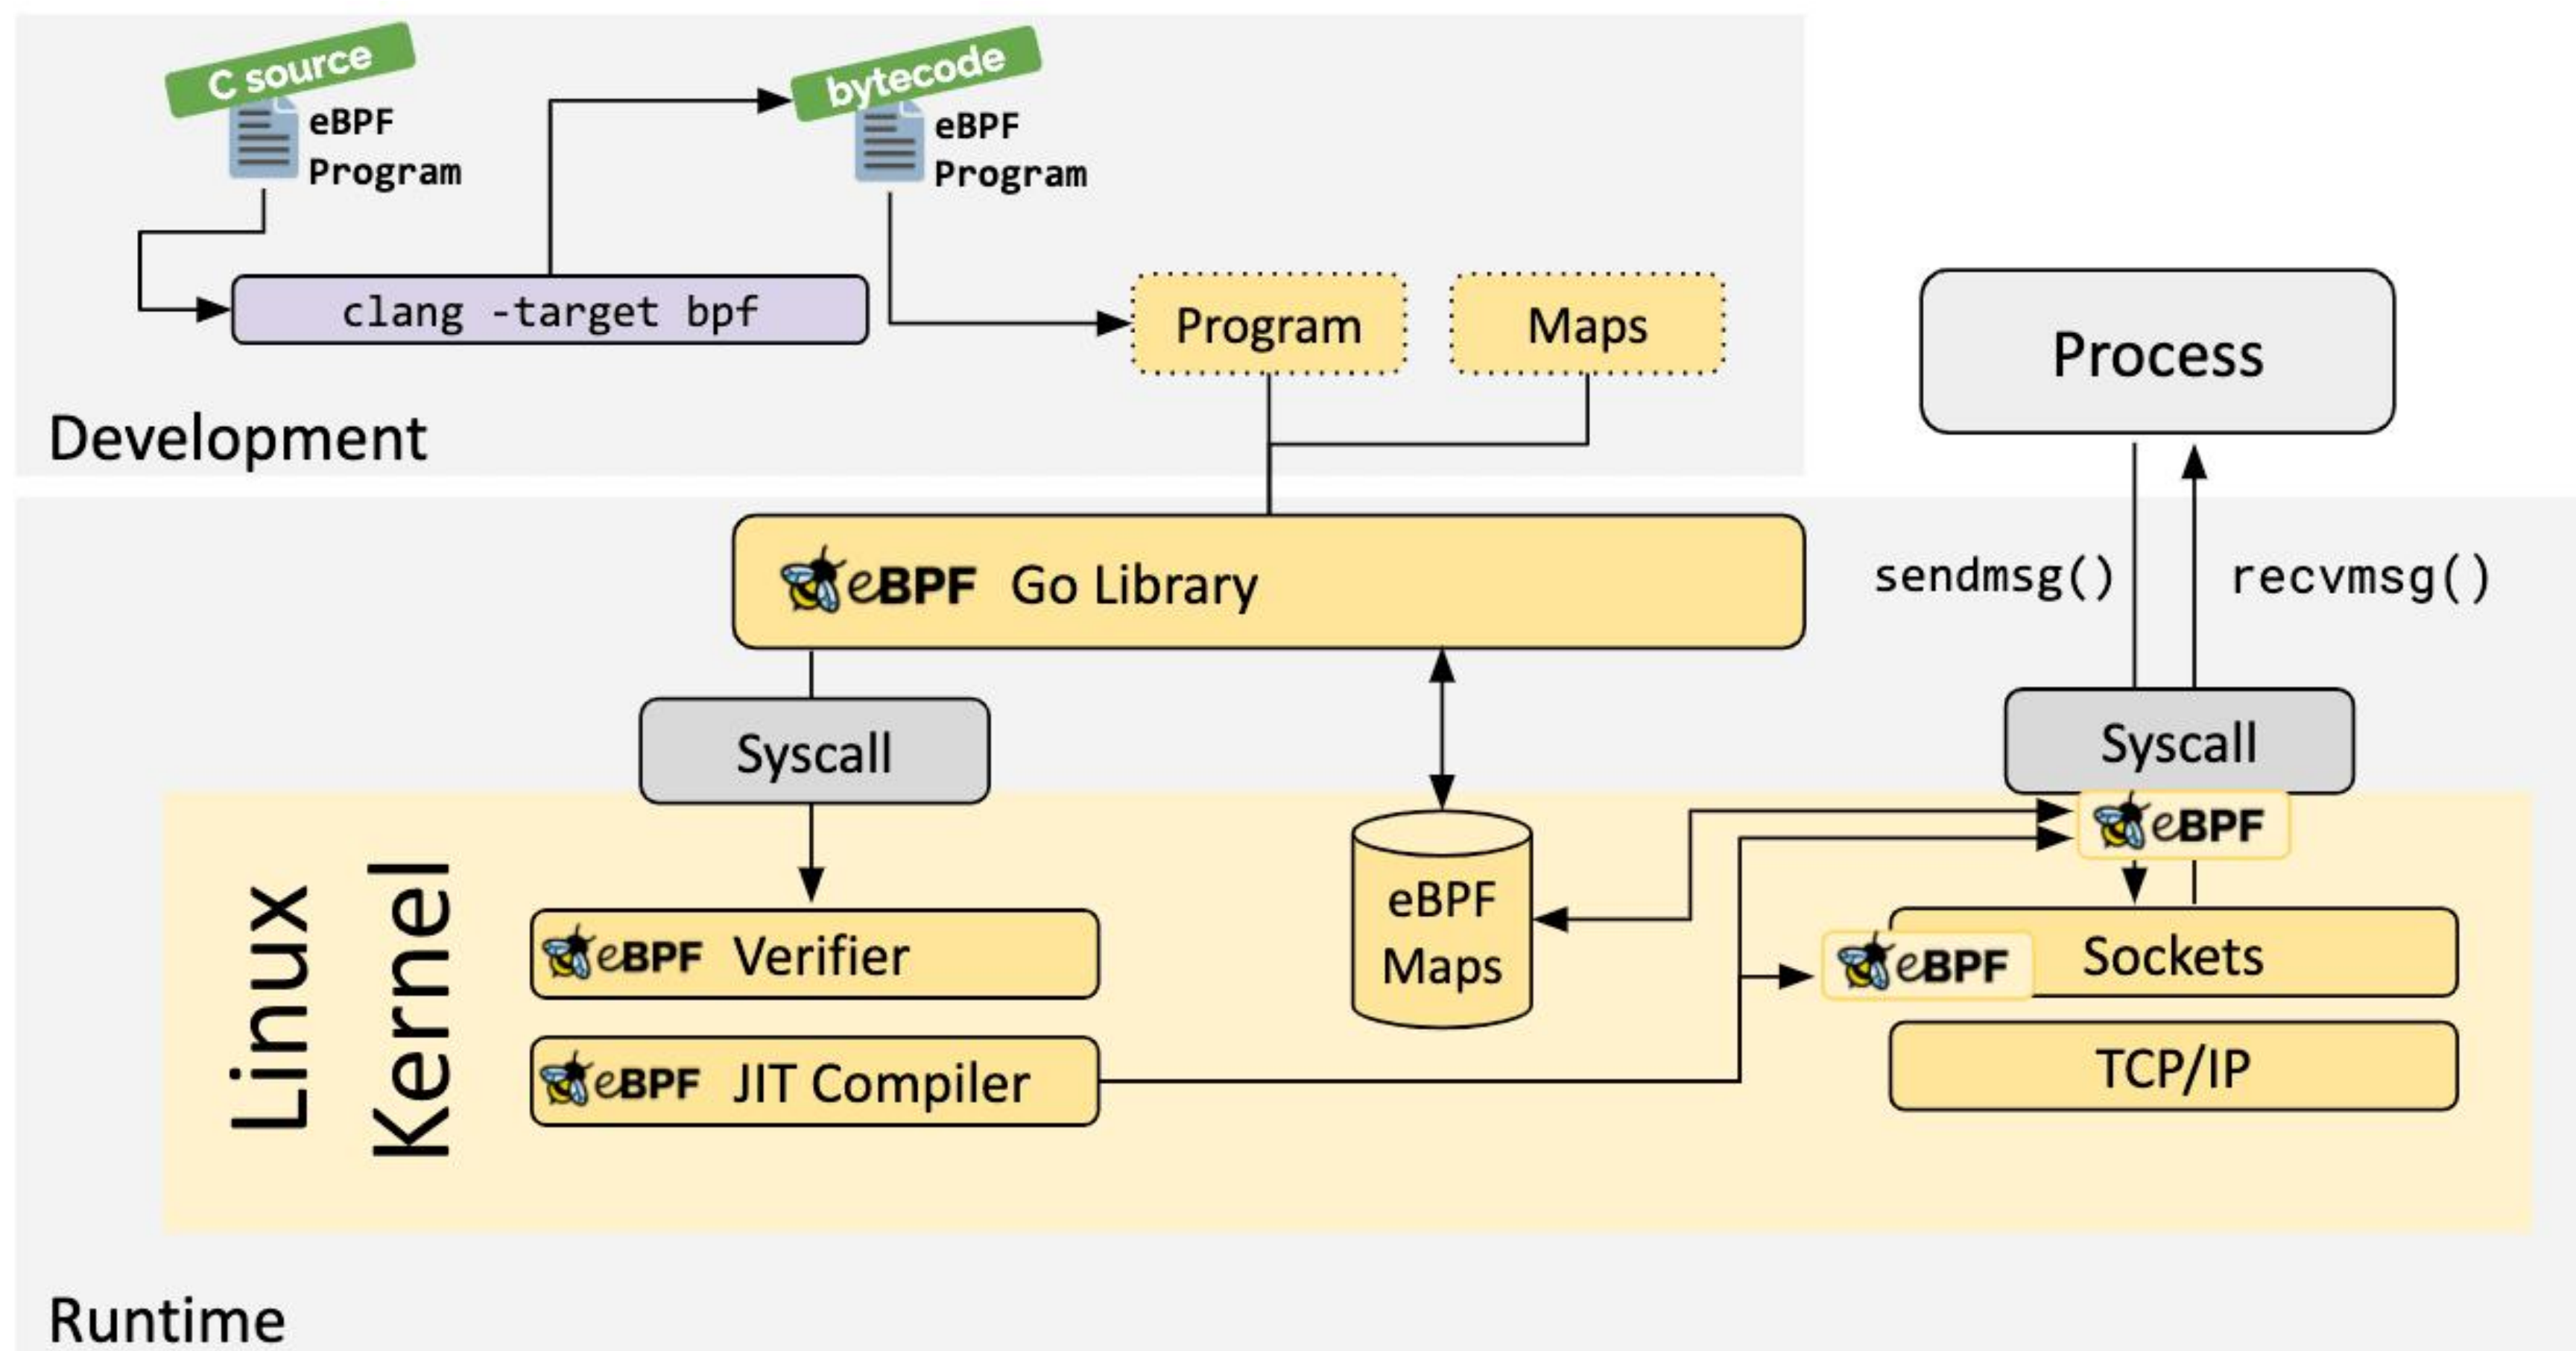 C source
eBPF
Program
bytecode
eBPF
Program
clang -target bpf
Program
Maps
Process
Development
eBPF Go Library
sendmsg()
recvmsg()
Syscall
Syscall
eBPF
Linux
Kernel
eBPF
Maps
eBPF Verifier
eBPF Sockets
eBPF JIT Compiler
TCP/IP
Runtime